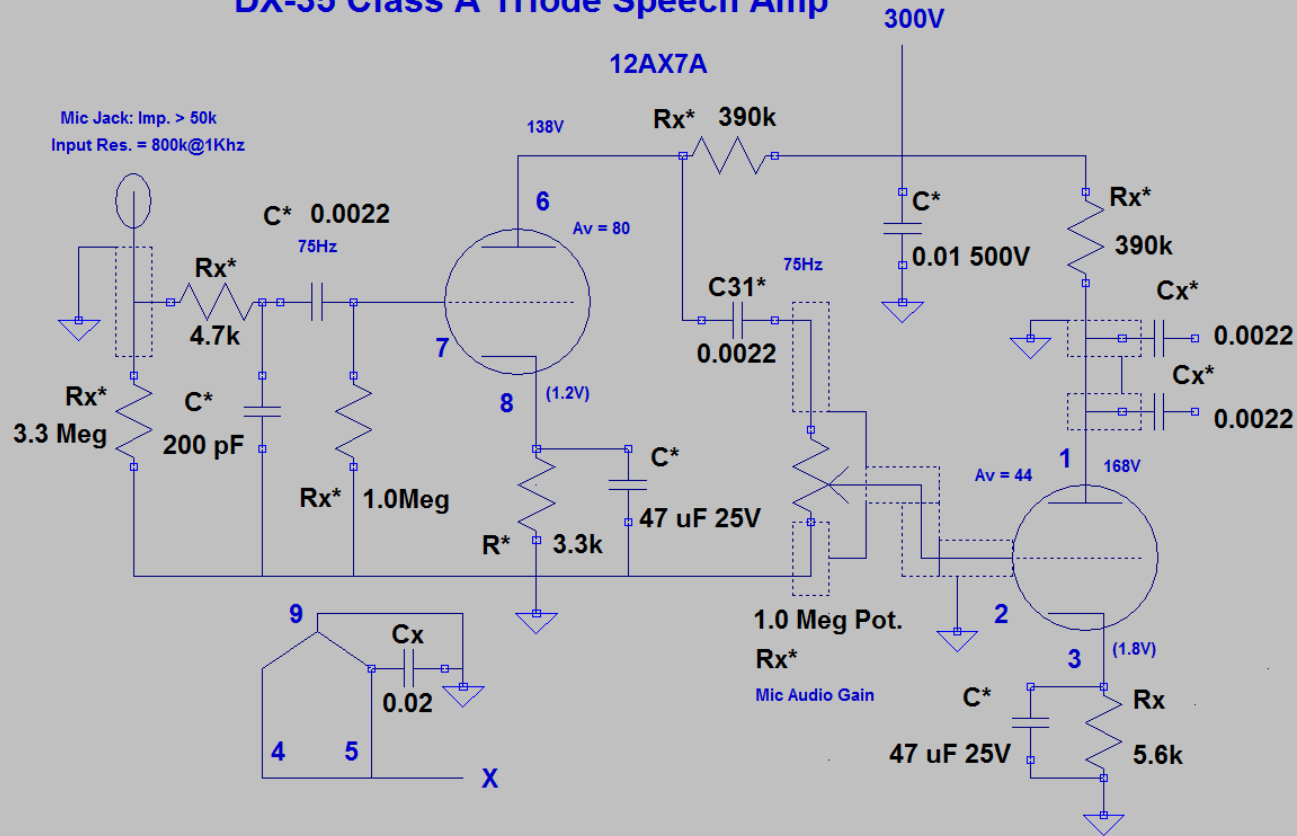 DX-35 Class A Triode Speech Amp
300V
12AX7A
Mic Jack: Imp. > 50k
Input Res. = 800k@1Khz
138V
Rx* 390k
C* 0.0022
75Hz
6
Av = 80
Rx*
4.7k
7
8
(1.2V)
C31*
0.0022
75Hz
C*
0.01 500V
Rx*
390k
Cx*
0.0022
Cx*
0.0022
Rx*
3.3 Meg
C*
200 pF
Rx* 1.0Meg
R* 3.3k
C*
47 uF 25V
1
168V
Av = 44
2
3
(1.8V)
1.0 Meg Pot.
Rx*
Mic Audio Gain
C*
47 uF 25V
Rx
5.6k
9
Cx
0.02
4
5
X